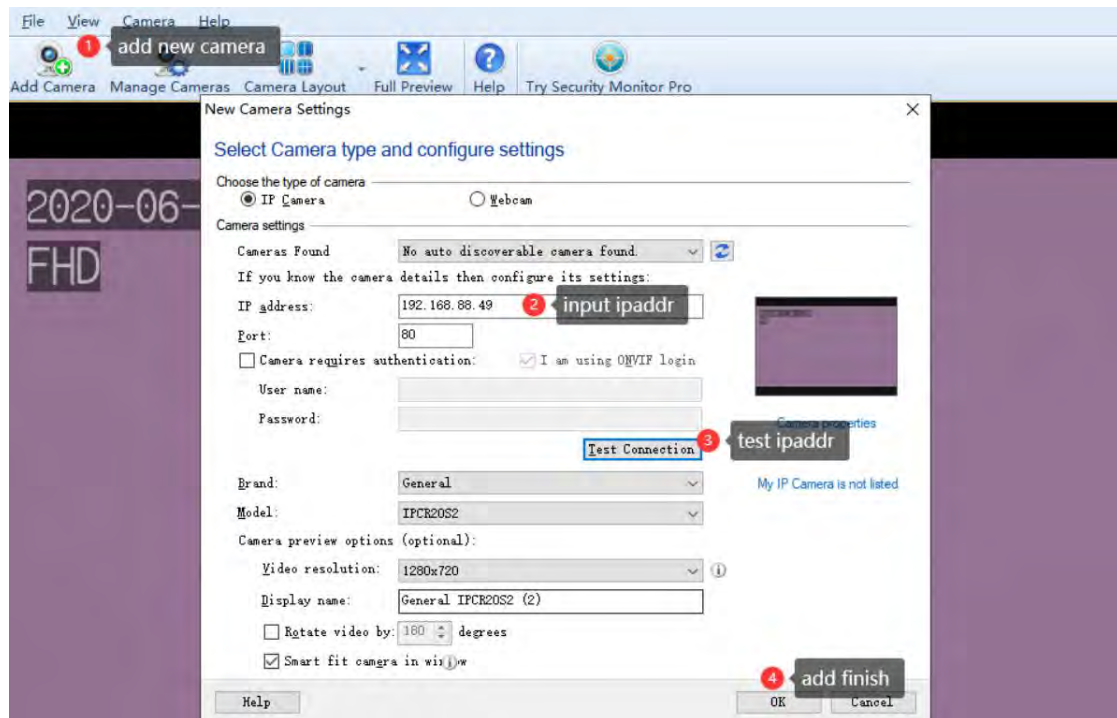 File View Camera Help
1 add new camera
Add Camera Manage Cameras Camera Layout Full Preview Help Try Security Monitor Pro
New Camera Settings
Select Camera type and configure settings
2020-06-
FHD
Choose the type of camera
IP Camera Webcam
Camera settings
Cameras Found No auto discoverable camera found.
If you know the camera details then configure its settings:
IP address: 192.168.88.49 2 input ipaddr
Port: 80
Camera requires authentication: I am using ONVIF login
User name:
Password:
Camera properties
Test Connection 3 test ipaddr
Brand: General
My IP Camera is not listed
Model: IPCR20S2
Camera preview options (optional):
Video resolution: 1280x720
Display name: General IPCR20S2 (2)
Rotate video by: 180 degrees
Smart fit camera in window
4 add finish
Help OK Cancel